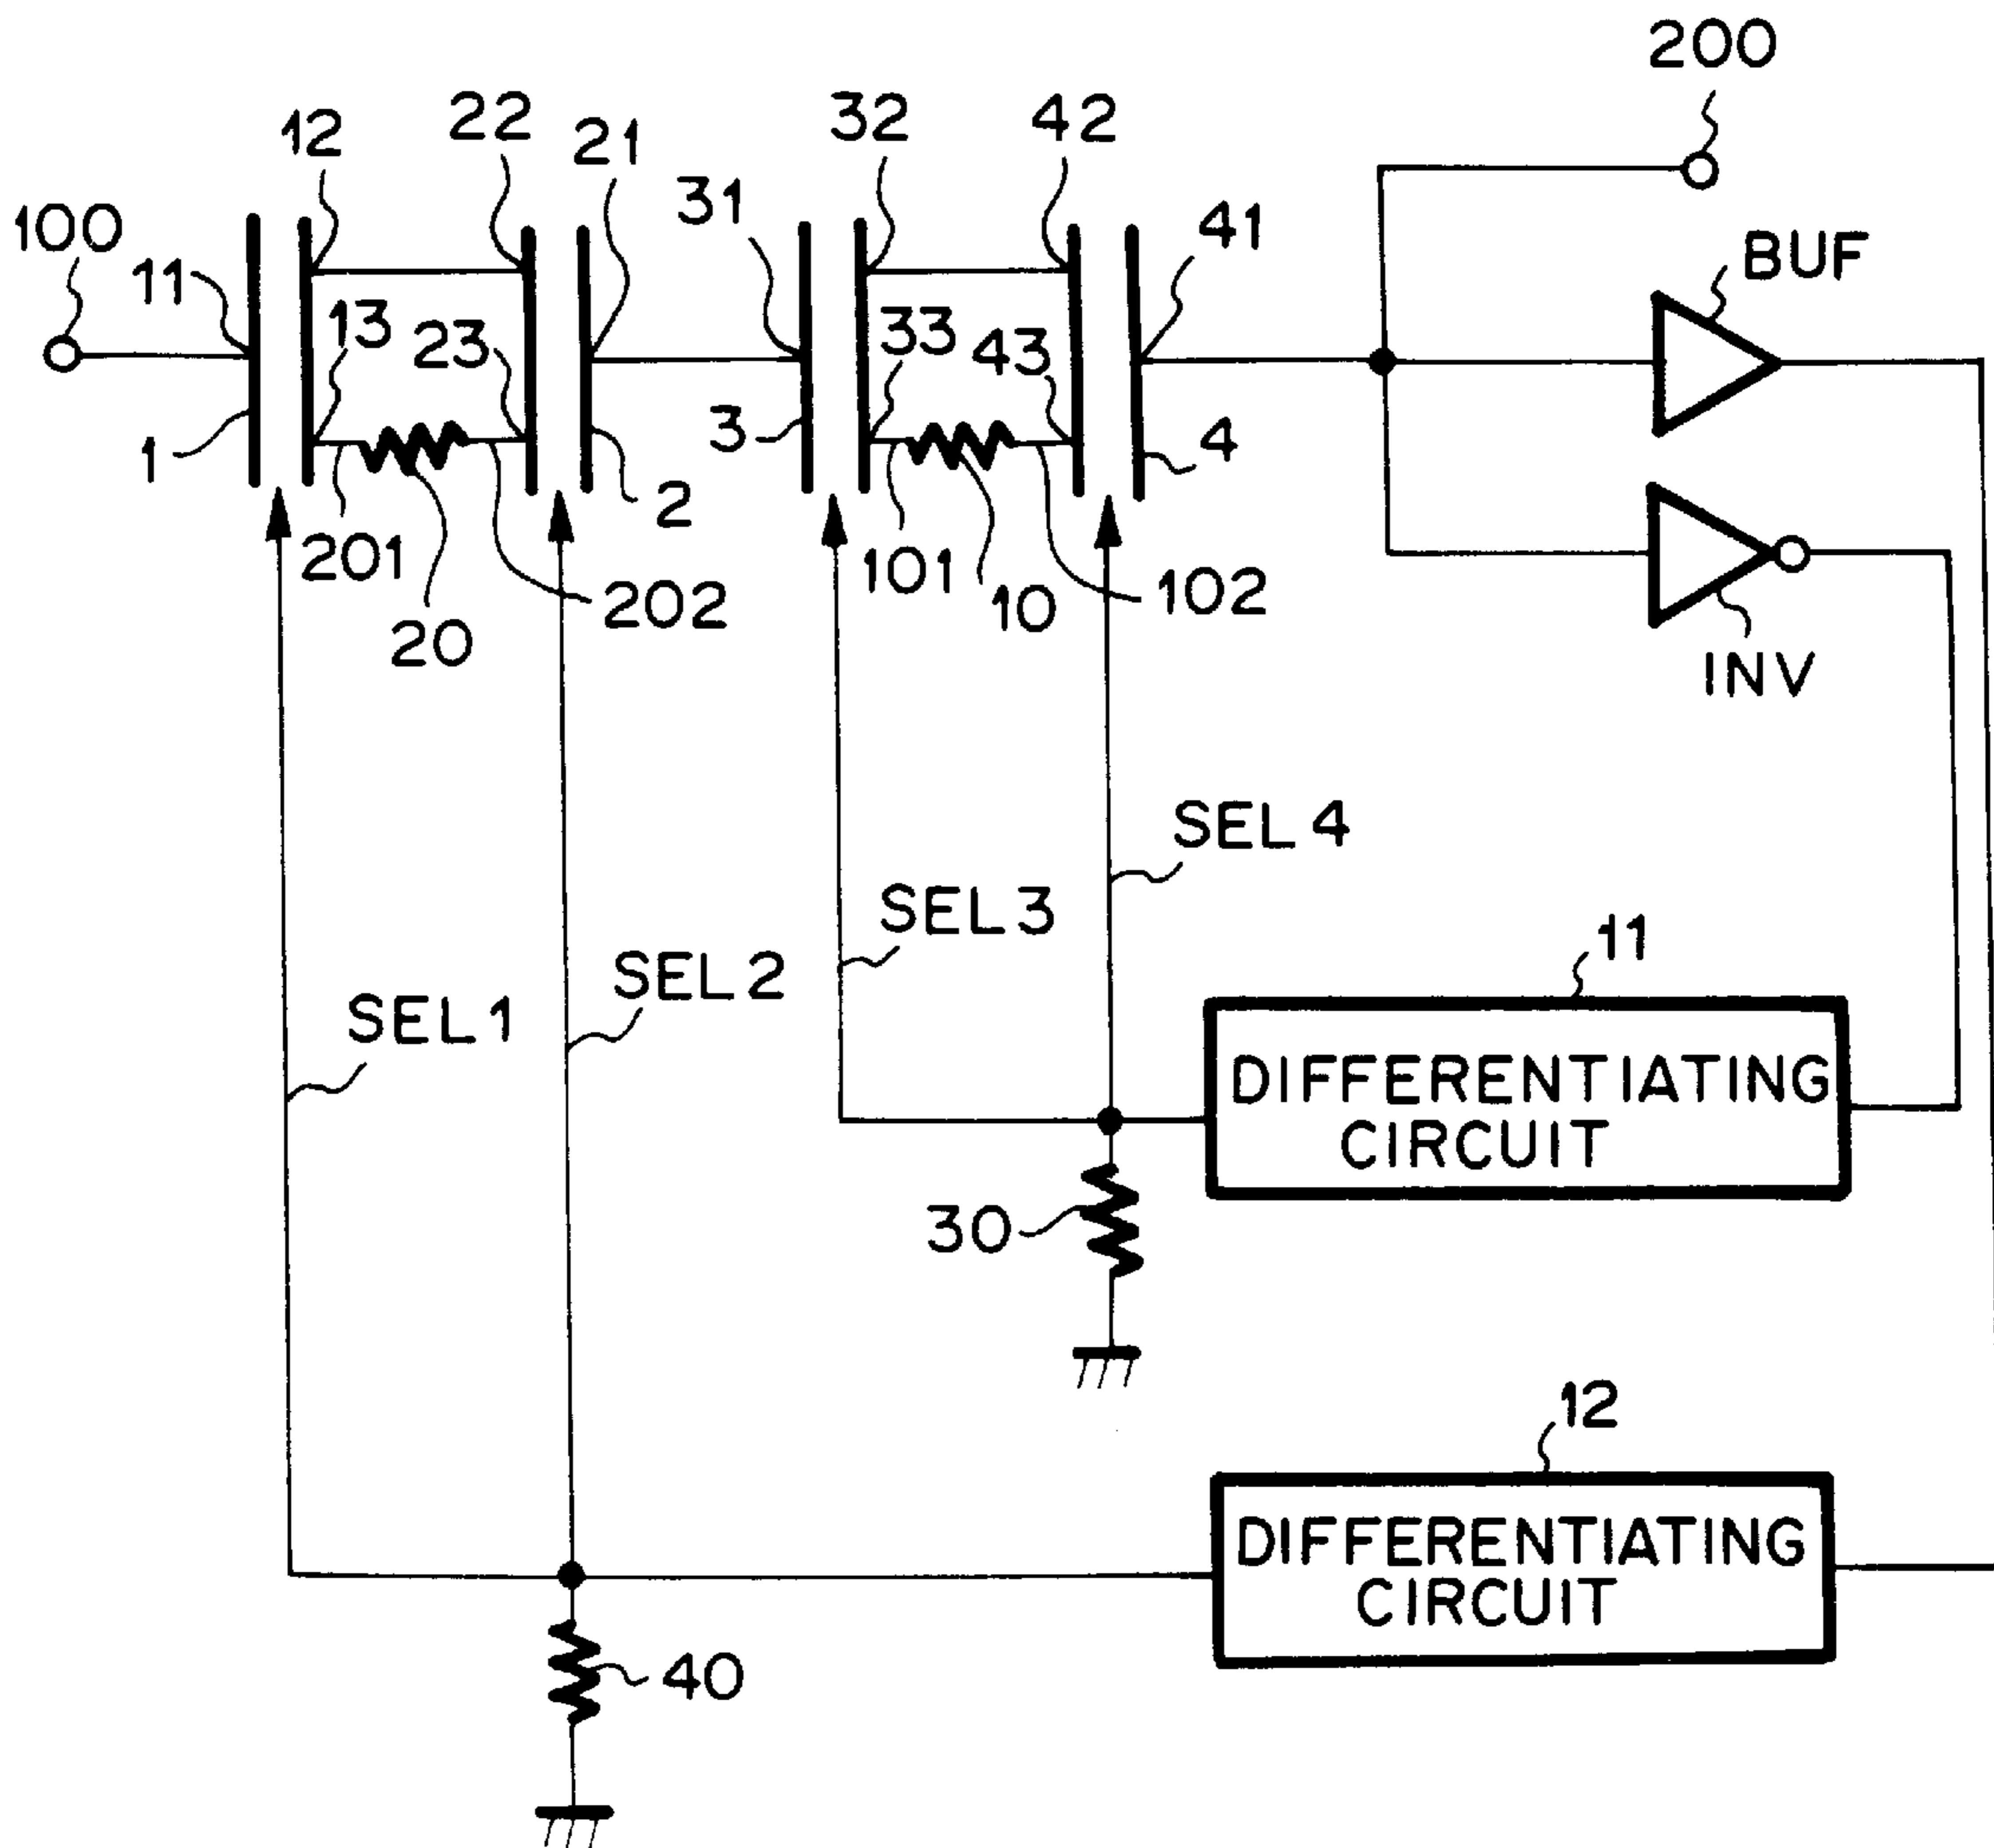 200
12
22
21
32
42
31
41
100
11
BUF
13
23
33
43
1
3
4
2
201
202
101
10
102
20
INV
SEL 4
SEL 3
11
SEL 2
SEL 1
DIFFERENTIATING
CIRCUIT
30
12
DIFFERENTIATING
CIRCUIT
40